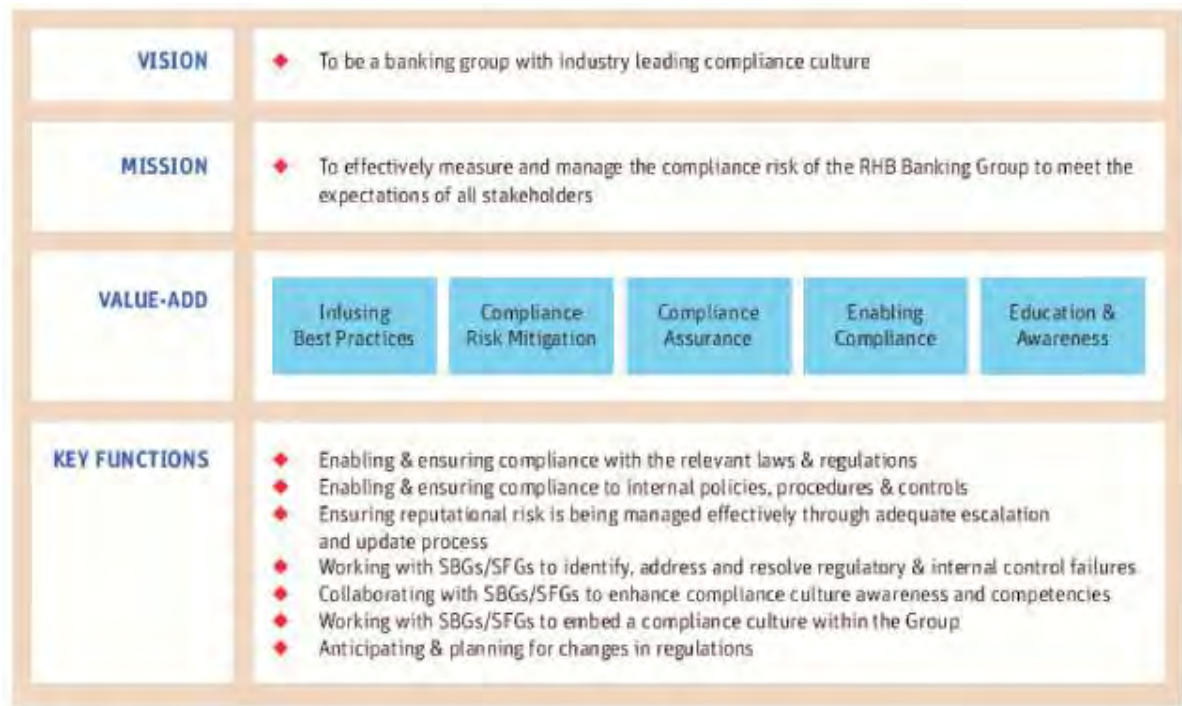 VISION
◆ To be a banking group with industry leading compliance culture
MISSION
◆ To effectively measure and manage the compliance risk of the RHB Banking Group to meet the
expectations of all stakeholders
VALUE-ADD
Infusing
Best Practices
Compliance
Risk Mitigation
Compliance
Assurance
Enabling
Compliance
Education &
Awareness
KEY FUNCTIONS
◆ Enabling & ensuring compliance with the relevant laws & regulations
◆ Enabling & ensuring compliance to internal policies, procedures & controls
◆ Ensuring reputational risk is being managed effectively through adequate escalation
and update process
◆ Working with SBGs/SFGs to identify, address and resolve regulatory & internal control failures
◆ Collaborating with SBGs/SFGs to enhance compliance culture awareness and competencies
◆ Working with SBGs/SFGs to embed a compliance culture within the Group
◆ Anticipating & planning for changes in regulations